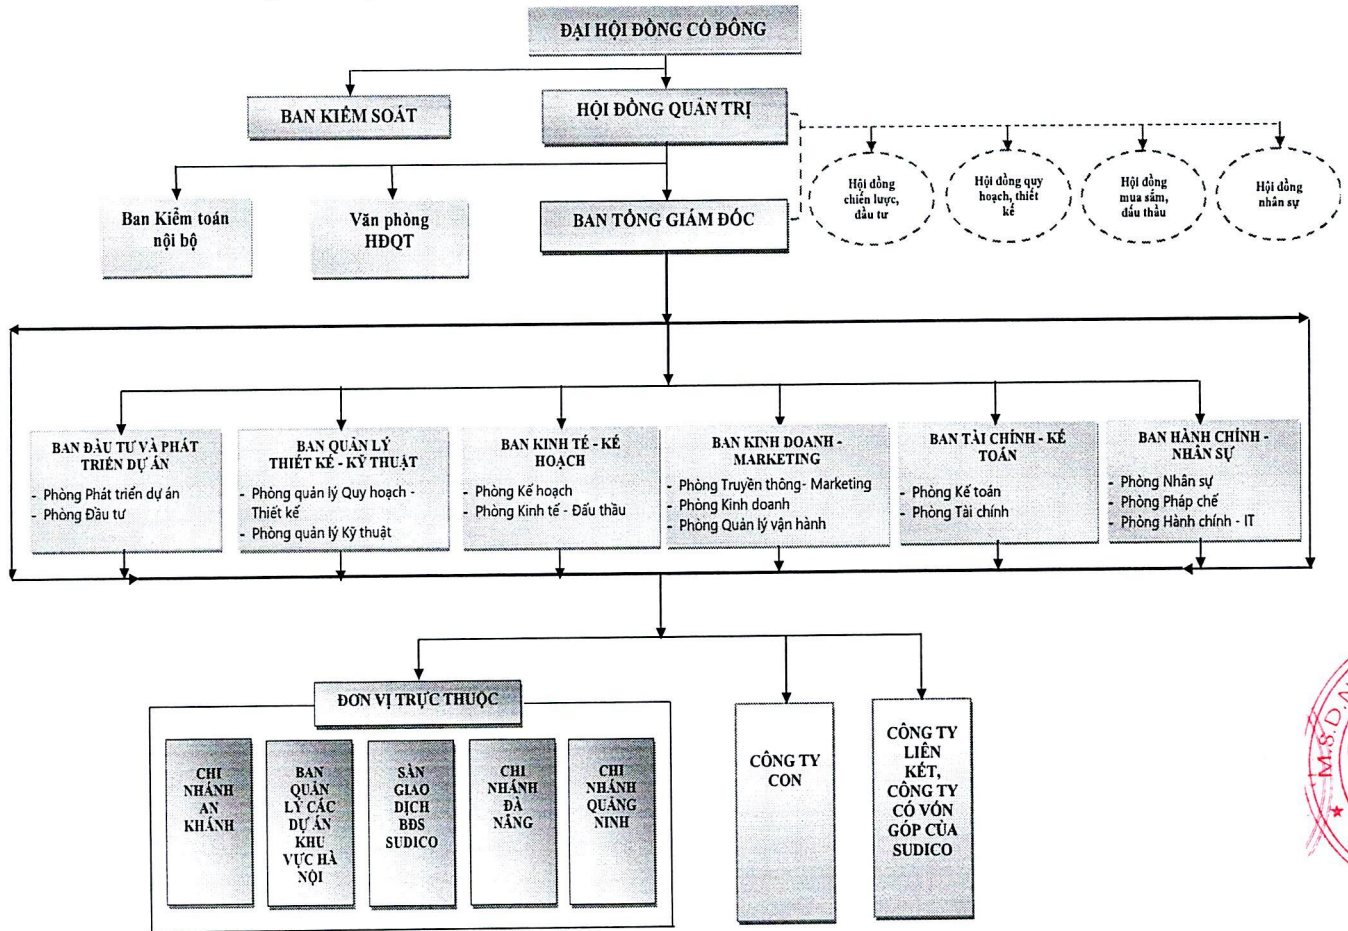 ĐẠI HỘI ĐỒNG CỔ ĐÔNG
BAN KIỂM SOÁT
HỘI ĐỒNG QUẢN TRỊ
Hội đồng
chiến lược,
đầu tư
Hội đồng quy
hoạch, thiết
kế
Hội đồng
mua sắm,
đấu thầu
Hội đồng
nhân sự
Ban Kiểm toán
nội bộ
Văn phòng
HĐQT
BAN TỔNG GIÁM ĐỐC
BAN ĐẦU TƯ VÀ PHÁT
TRIỂN DỰ ÁN
- Phòng Phát triển dự án
- Phòng Đầu tư
BAN QUẢN LÝ
THIẾT KẾ - KỸ THUẬT
- Phòng quản lý Quy hoạch -
Thiết kế
- Phòng quản lý Kỹ thuật
BAN KINH TẾ - KẾ
HOẠCH
- Phòng Kế hoạch
- Phòng Kinh tế - Đấu thầu
BAN KINH DOANH -
MARKETING
- Phòng Truyền thông- Marketing
- Phòng Kinh doanh
- Phòng Quản lý vận hành
BAN TÀI CHÍNH - KẾ
TOÁN
- Phòng Kế toán
- Phòng Tài chính
BAN HÀNH CHÍNH -
NHÂN SỰ
- Phòng Nhân sự
- Phòng Pháp chế
- Phòng Hành chính - IT
ĐƠN VỊ TRỰC THUỘC
CHI
NHÁNH
AN
KHÁNH
BAN
QUẢN
LÝ CÁC
DỰ ÁN
KHU
VỰC HÀ
NỘI
SÀN
GIAO
DỊCH
BĐS
SUDICO
CHI
NHÁNH
ĐÀ
NẴNG
CHI
NHÁNH
QUẢNG
NINH
CÔNG TY
CON
CÔNG TY
LIÊN
KẾT,
CÔNG TY
CÓ VỐN
GÓP CỦA
SUDICO
M.S.D.N